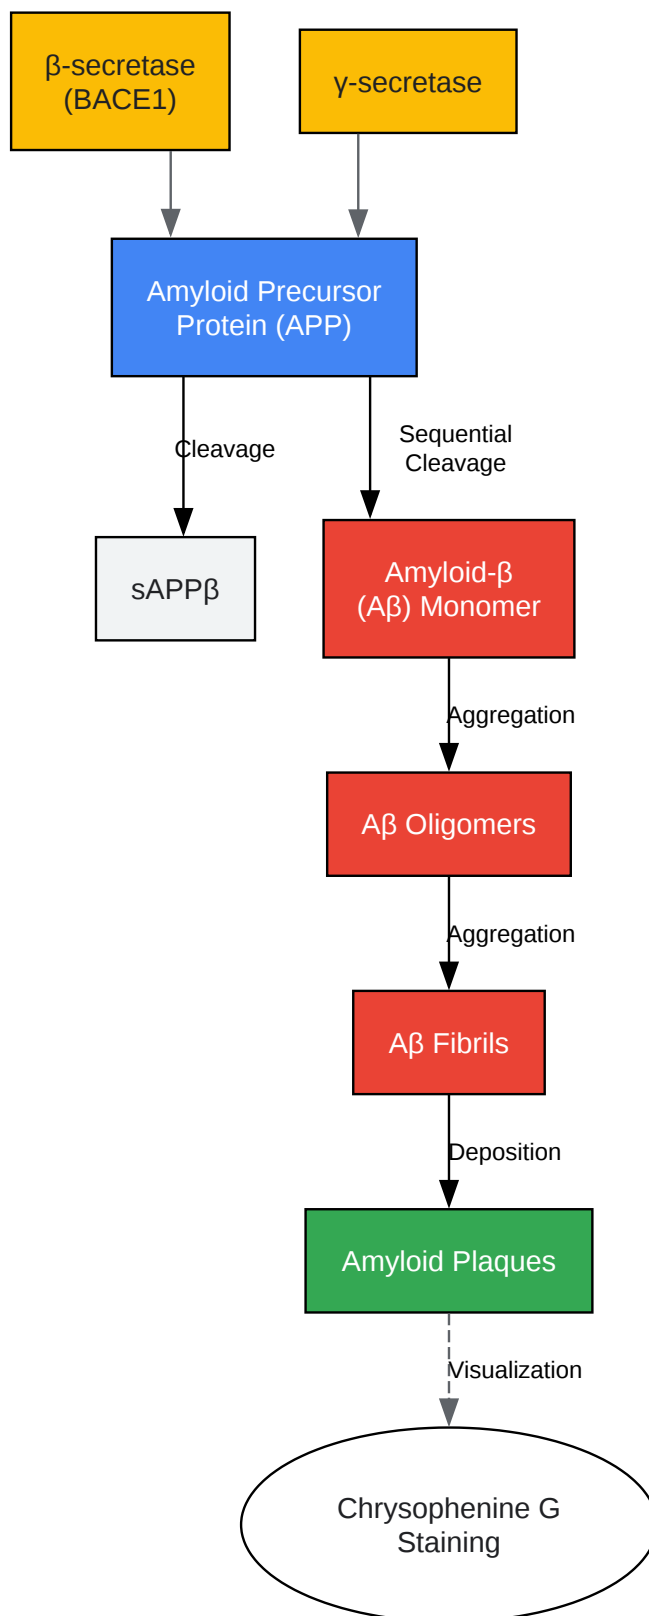 β-secretase
(BACE1)
γ-secretase
Amyloid Precursor
Protein (APP)
Cleavage
Sequential
Cleavage
sAPPβ
Amyloid-β
(Aβ) Monomer
Aggregation
Aβ Oligomers
Aggregation
Aβ Fibrils
Deposition
Amyloid Plaques
Visualization
Chrysophenine G
Staining